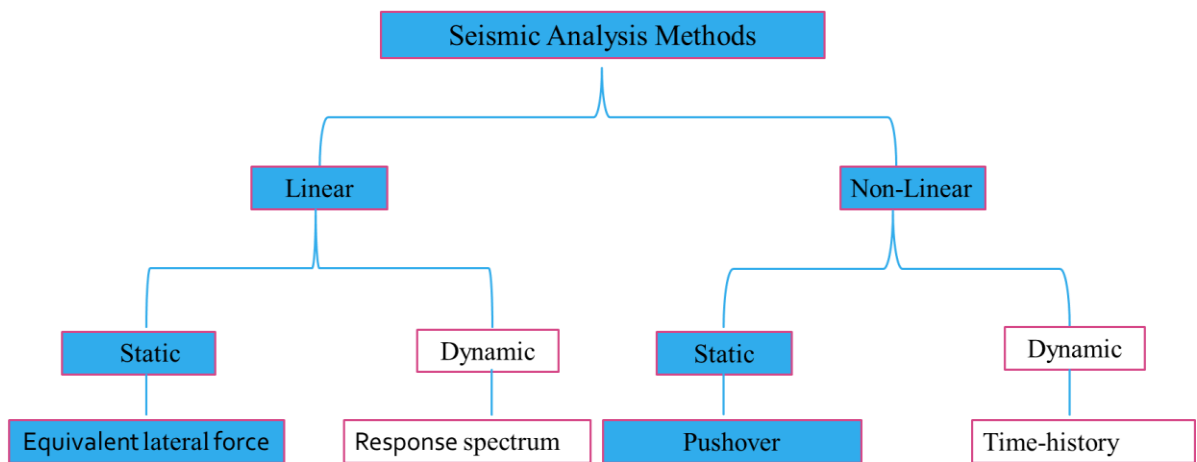 Seismic Analysis Methods
Linear
Non-Linear
Static
Dynamic
Static
Dynamic
Equivalent lateral force
Response spectrum
Pushover
Time-history